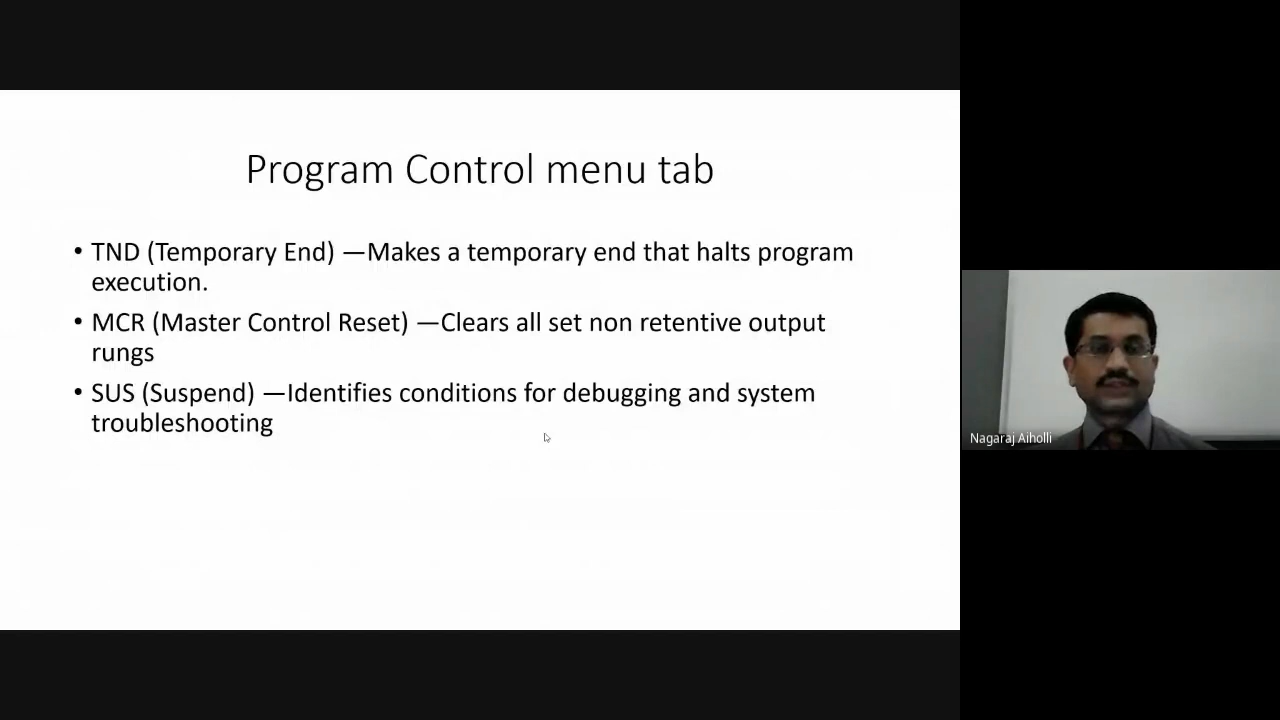 Program Control menu tab
• TND (Temporary End) —Makes a temporary end that halts program
execution.
• MCR (Master Control Reset) —Clears all set non retentive output
rungs
• SUS (Suspend) —Identifies conditions for debugging and system
troubleshooting
Nagaraj Aiholli